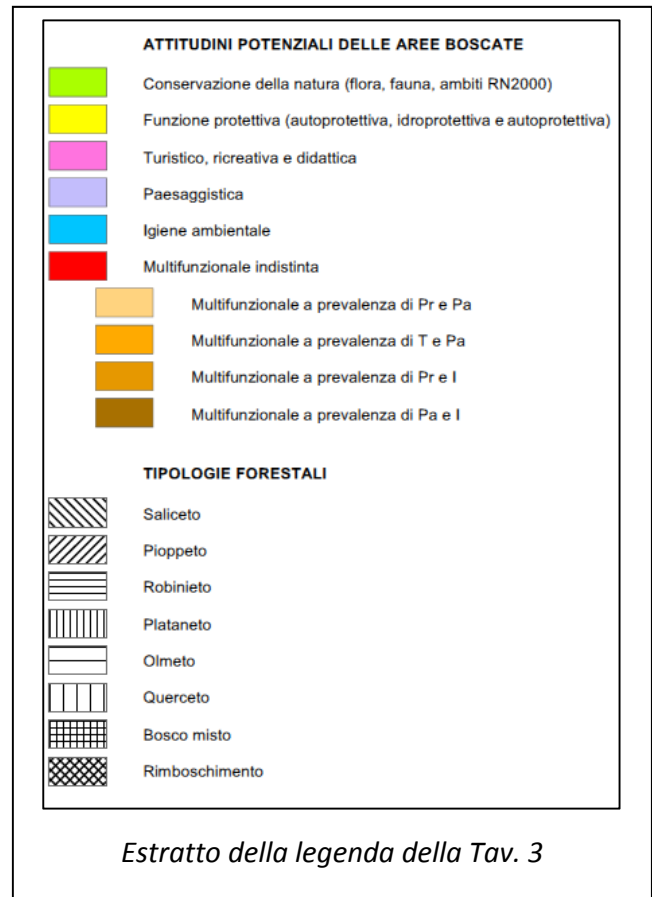 ATTITUDINI POTENZIALI DELLE AREE BOSCATE
Conservazione della natura (flora, fauna, ambiti RN2000)
Funzione protettiva (autoprotettiva, idroprotettiva e autoprotettiva)
Turistico, ricreativa e didattica
Paesaggistica
Igiene ambientale
Multifunzionale indistinta
Multifunzionale a prevalenza di Pr e Pa
Multifunzionale a prevalenza di T e Pa
Multifunzionale a prevalenza di Pr e I
Multifunzionale a prevalenza di Pa e I
TIPOLOGIE FORESTALI
Saliceto
Pioppeto
Robinieto
Plataneto
Olmeto
Querceto
Bosco misto
Rimboschimento
Estratto della legenda della Tav. 3